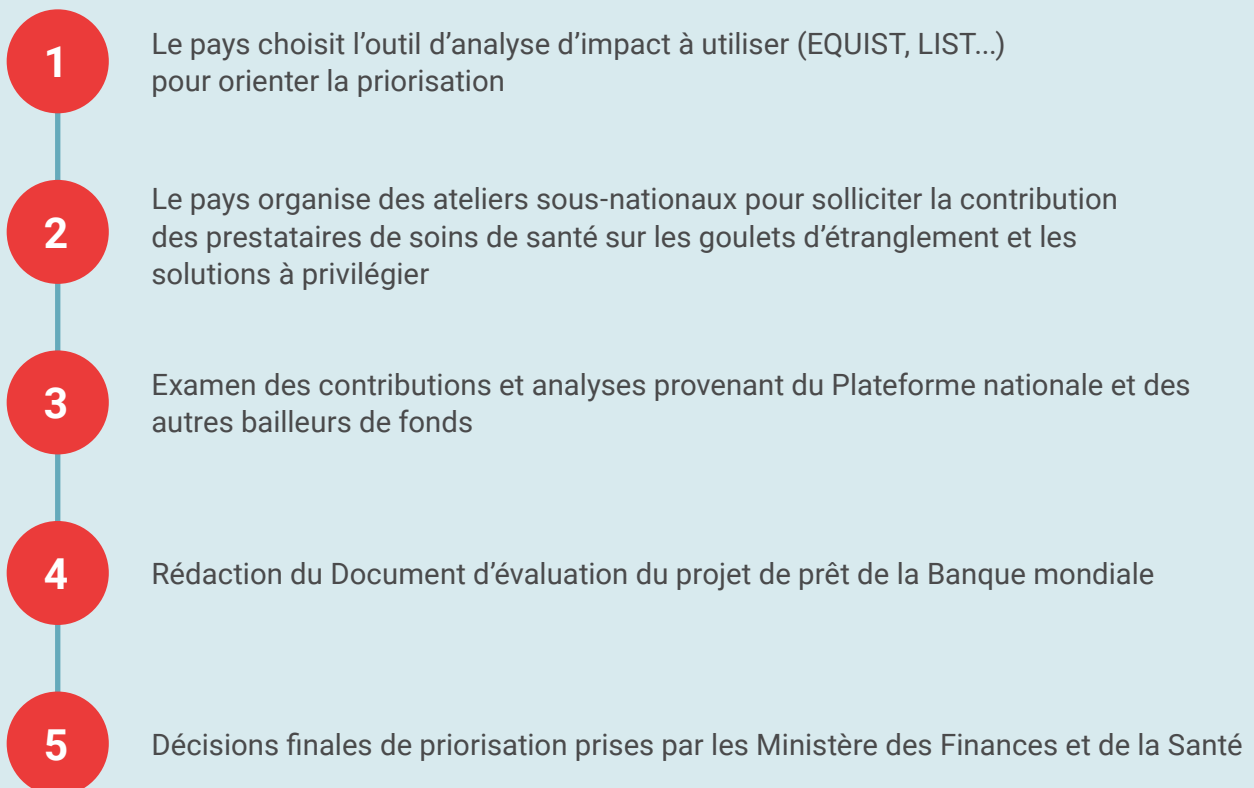 1
Le pays choisit l’outil d’analyse d’impact à utiliser (EQUIST, LIST...)
pour orienter la priorisation
2
Le pays organise des ateliers sous-nationaux pour solliciter la contribution
des prestataires de soins de santé sur les goulets d’étranglement et les
solutions à privilégier
3
Examen des contributions et analyses provenant du Plateforme nationale et des
autres bailleurs de fonds
4
Rédaction du Document d’évaluation du projet de prêt de la Banque mondiale
5
Décisions finales de priorisation prises par les Ministère des Finances et de la Santé